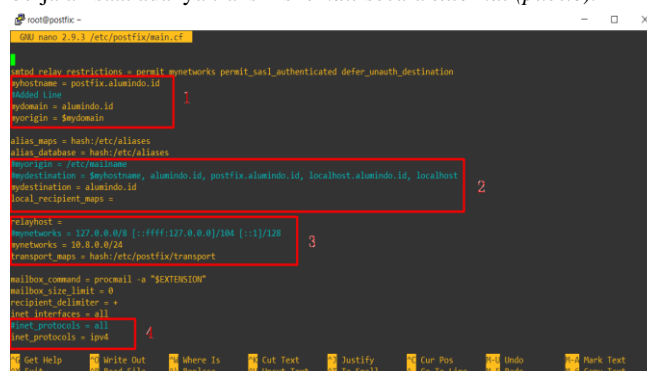 root@postfix: ~
GNU nano 2.9.3 /etc/postfix/main.cf
smtpd_relay_restrictions = permit_mynetworks permit_sasl_authenticated defer_unauth_destination
myhostname = postfix.alumindo.id
#Added Line
mydomain = alumindo.id
myorigin = $mydomain
1
alias_maps = hash:/etc/aliases
alias_database = hash:/etc/aliases
#myorigin = /etc/mailname
#mydestination = $myhostname, alumindo.id, postfix.alumindo.id, localhost.alumindo.id, localhost
mydestination = alumindo.id
local_recipient_maps =
2
relayhost =
#mynetworks = 127.0.0.0/8 [::ffff:127.0.0.0]/104 [::1]/128
mynetworks = 10.8.0.0/24
transport_maps = hash:/etc/postfix/transport
3
mailbox_command = procmail -a "$EXTENSION"
mailbox_size_limit = 0
recipient_delimiter = +
inet_interfaces = all
#inet_protocols = all
inet_protocols = ipv4
4
^G Get Help ^O Write Out ^W Where Is ^K Cut Text ^J Justify ^C Cur Pos M-U Undo M-A Mark Text